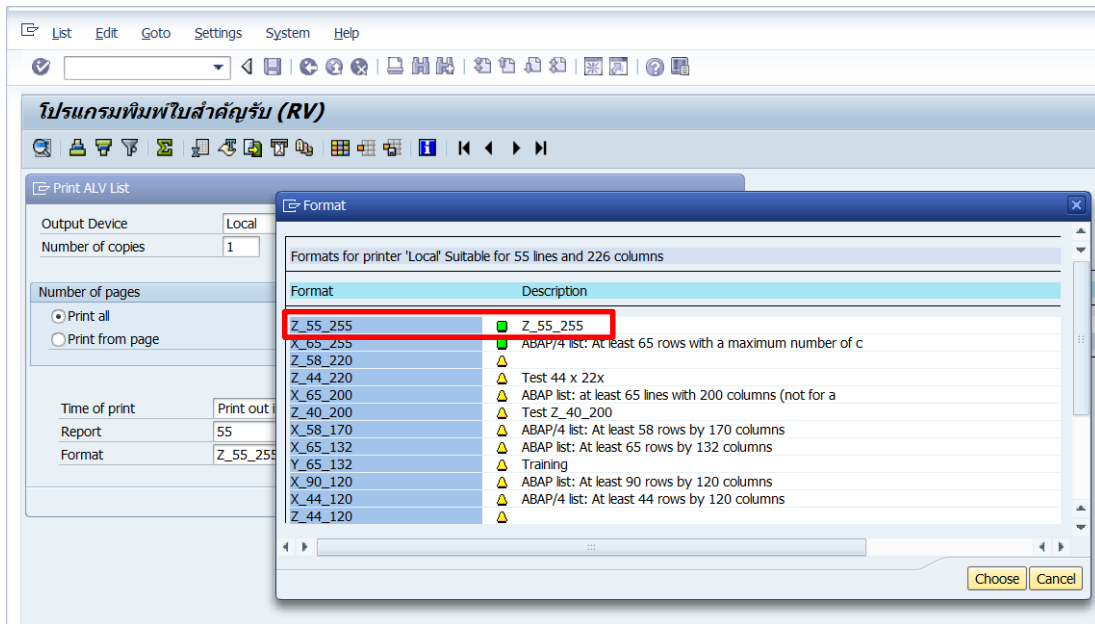 List Edit Goto Settings System Help
โปรแกรมพิมพ์ใบสำคัญรับ (RV)
Print ALV List
Output Device Local
Number of copies 1
Number of pages
Print all
Print from page
Time of print Print out i
Report 55
Format Z_55_255
Format
Formats for printer 'Local' Suitable for 55 lines and 226 columns
Format Description
Z_55_255 Z_55_255
X_65_255 ABAP/4 list: At least 65 rows with a maximum number of c
Z_58_220
Z_44_220 Test 44 x 22x
X_65_200 ABAP list: at least 65 lines with 200 columns (not for a
Z_40_200 Test Z_40_200
X_58_170 ABAP/4 list: At least 58 rows by 170 columns
X_65_132 ABAP list: At least 65 rows by 132 columns
Y_65_132 Training
X_90_120 ABAP list: At least 90 rows by 120 columns
X_44_120 ABAP/4 list: At least 44 rows by 120 columns
Z_44_120
Choose Cancel